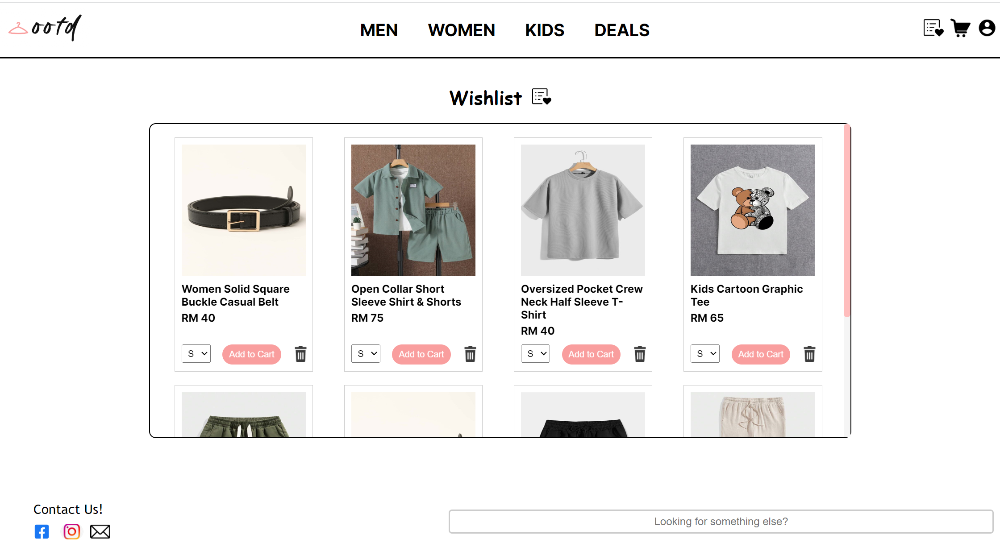 ootd
MEN WOMEN KIDS DEALS
Wishlist
Women Solid Square
Buckle Casual Belt
RM 40
S Add to Cart
Open Collar Short
Sleeve Shirt & Shorts
RM 75
S Add to Cart
Oversized Pocket Crew
Neck Half Sleeve T-
Shirt
RM 40
S Add to Cart
Kids Cartoon Graphic
Tee
RM 65
S Add to Cart
Contact Us!
Looking for something else?